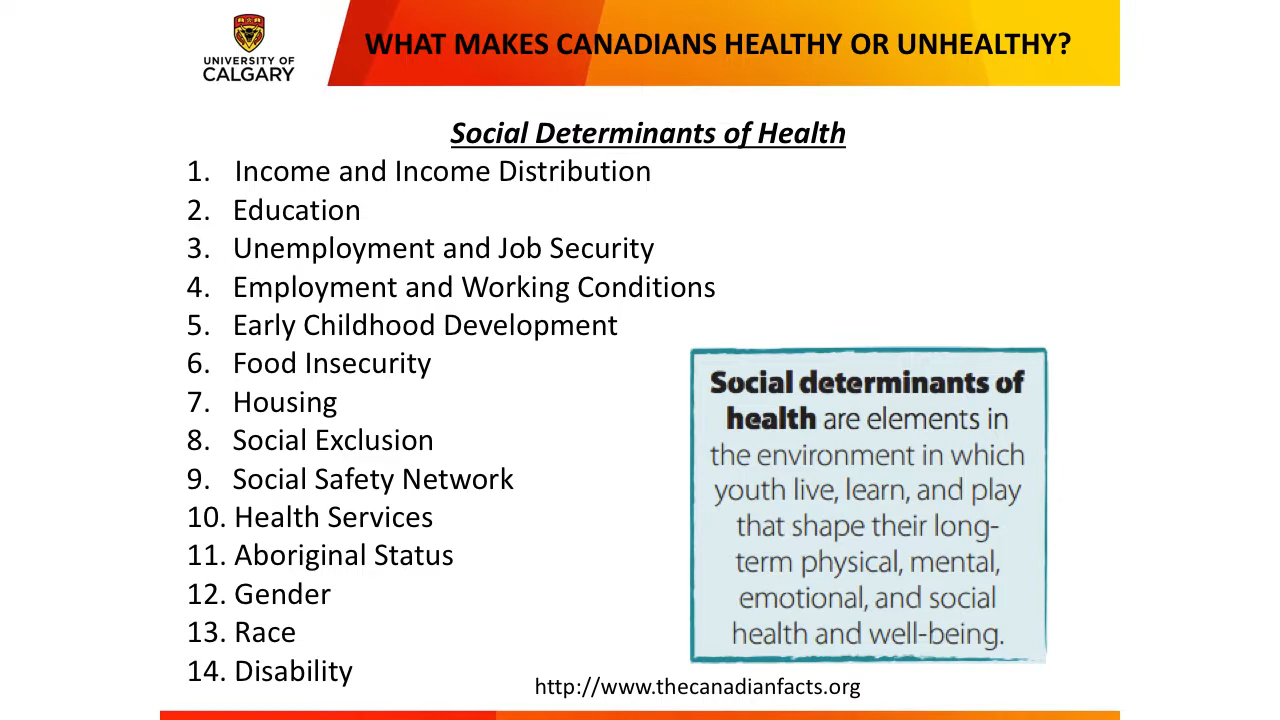 UNIVERSITY OF
CALGARY
WHAT MAKES CANADIANS HEALTHY OR UNHEALTHY?
Social Determinants of Health
1. Income and Income Distribution
2. Education
3. Unemployment and Job Security
4. Employment and Working Conditions
5. Early Childhood Development
6. Food Insecurity
7. Housing
8. Social Exclusion
9. Social Safety Network
10. Health Services
11. Aboriginal Status
12. Gender
13. Race
14. Disability
Social determinants of
health are elements in
the environment in which
youth live, learn, and play
that shape their long-
term physical, mental,
emotional, and social
health and well-being.
http://www.thecanadianfacts.org